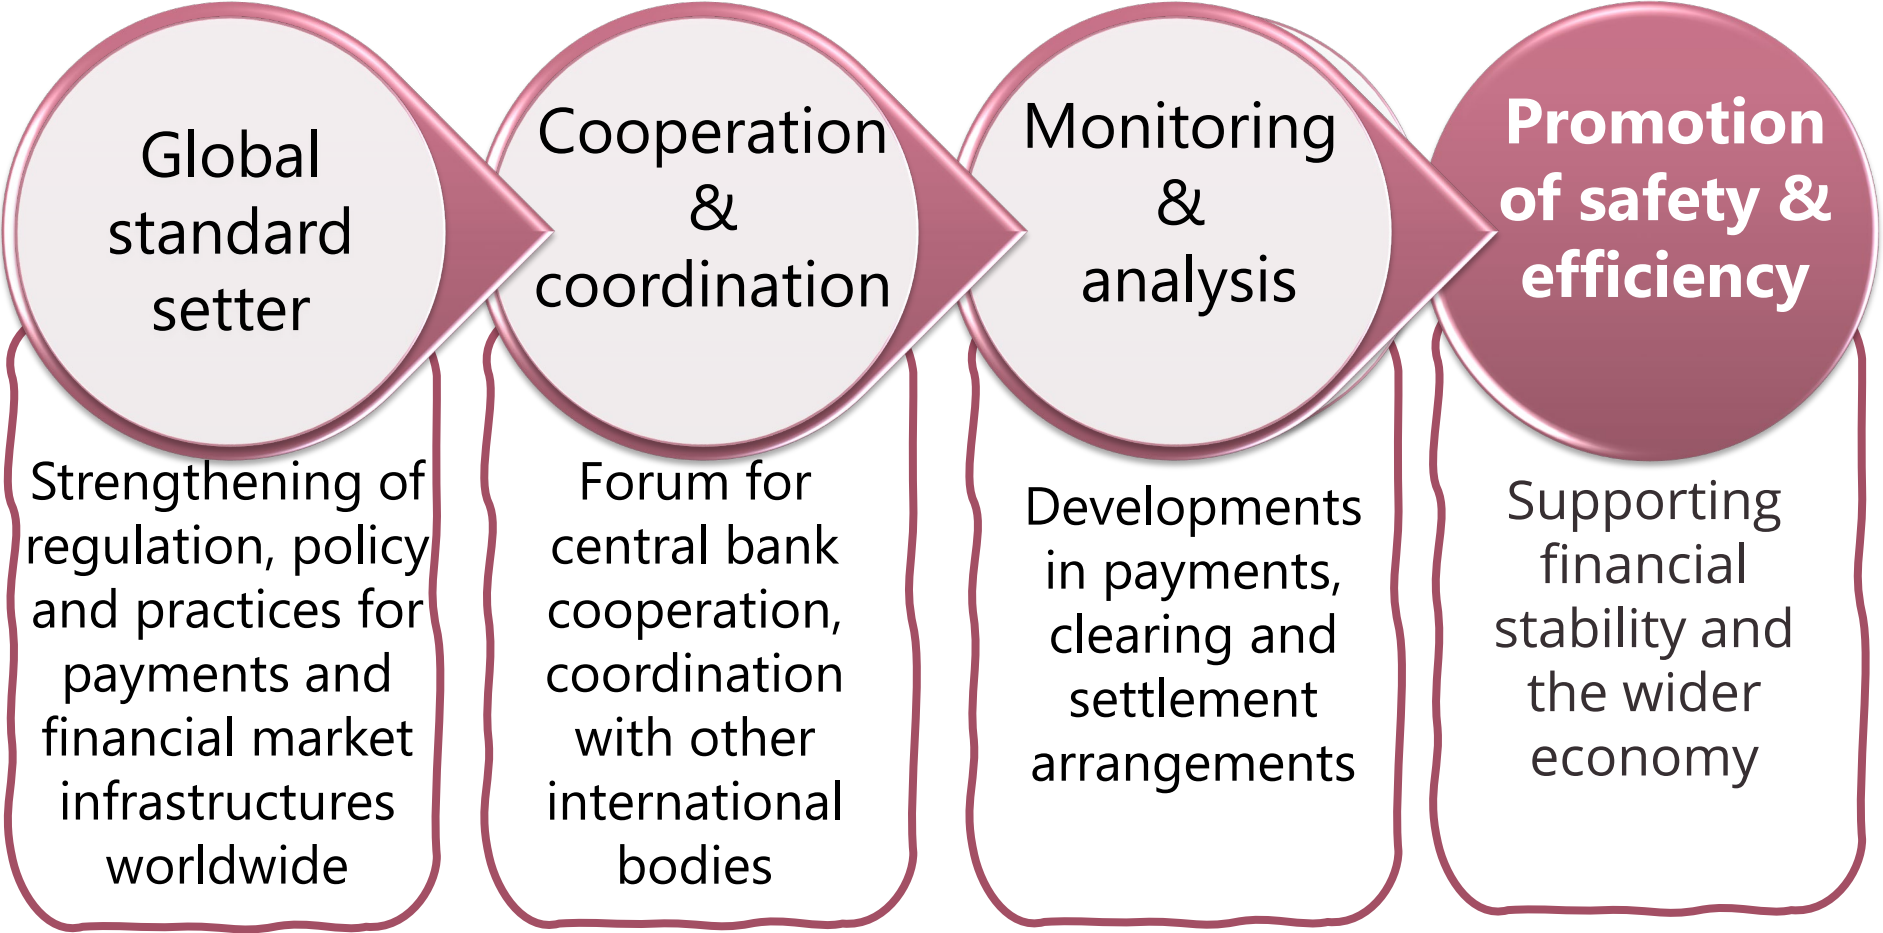 Global
standard
setter
Strengthening of
regulation, policy
and practices for
payments and
financial market
infrastructures
worldwide
Cooperation
&
coordination
Forum for
central bank
cooperation,
coordination
with other
international
bodies
Monitoring
&
analysis
Developments
in payments,
clearing and
settlement
arrangements
Promotion
of safety &
efficiency
Supporting
financial
stability and
the wider
economy